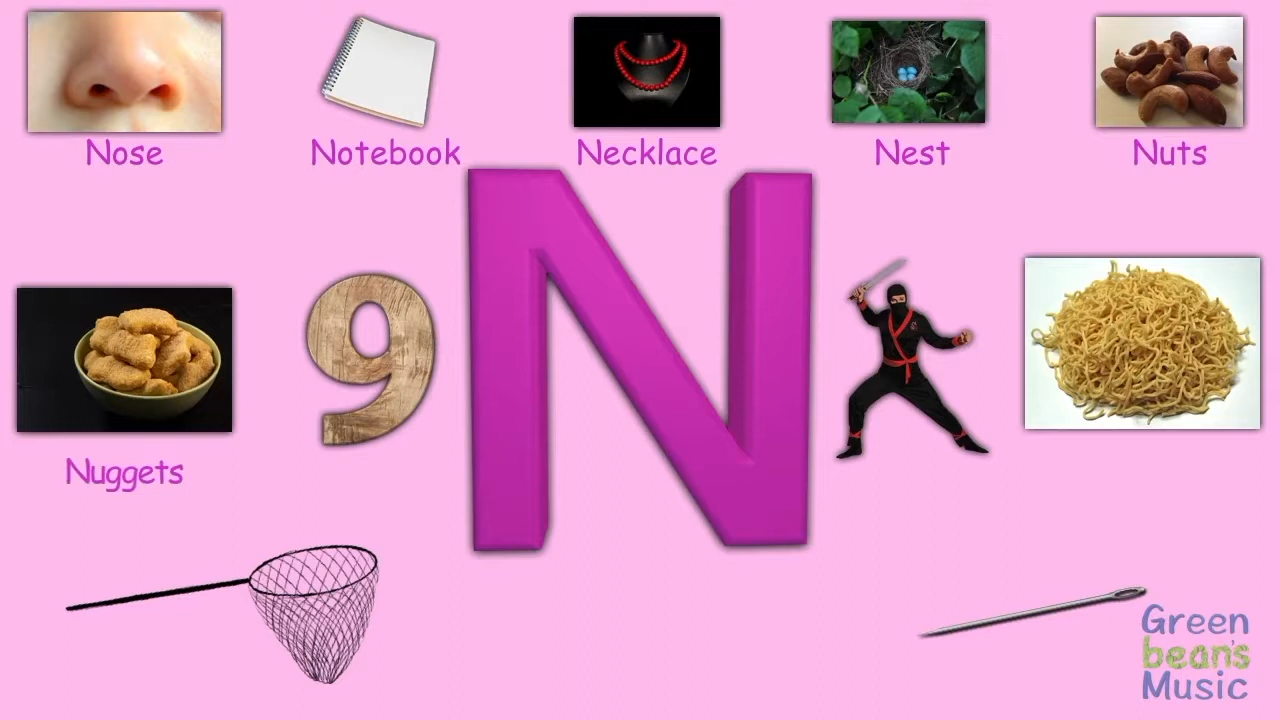 Nose
Notebook
Necklace
Nest
Nuts
9
N
Nuggets
Green
bean's
Music